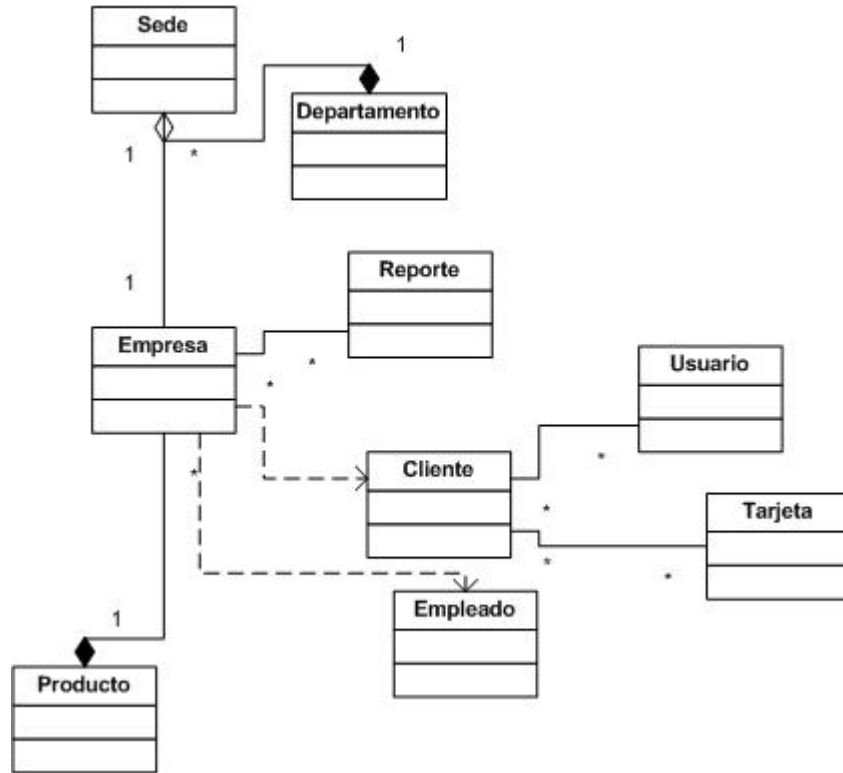 Sede
1
Departamento
1
*
1
Reporte
Empresa
*
*
Usuario
*
Cliente
*
*
Tarjeta
*
*
Empleado
1
Producto